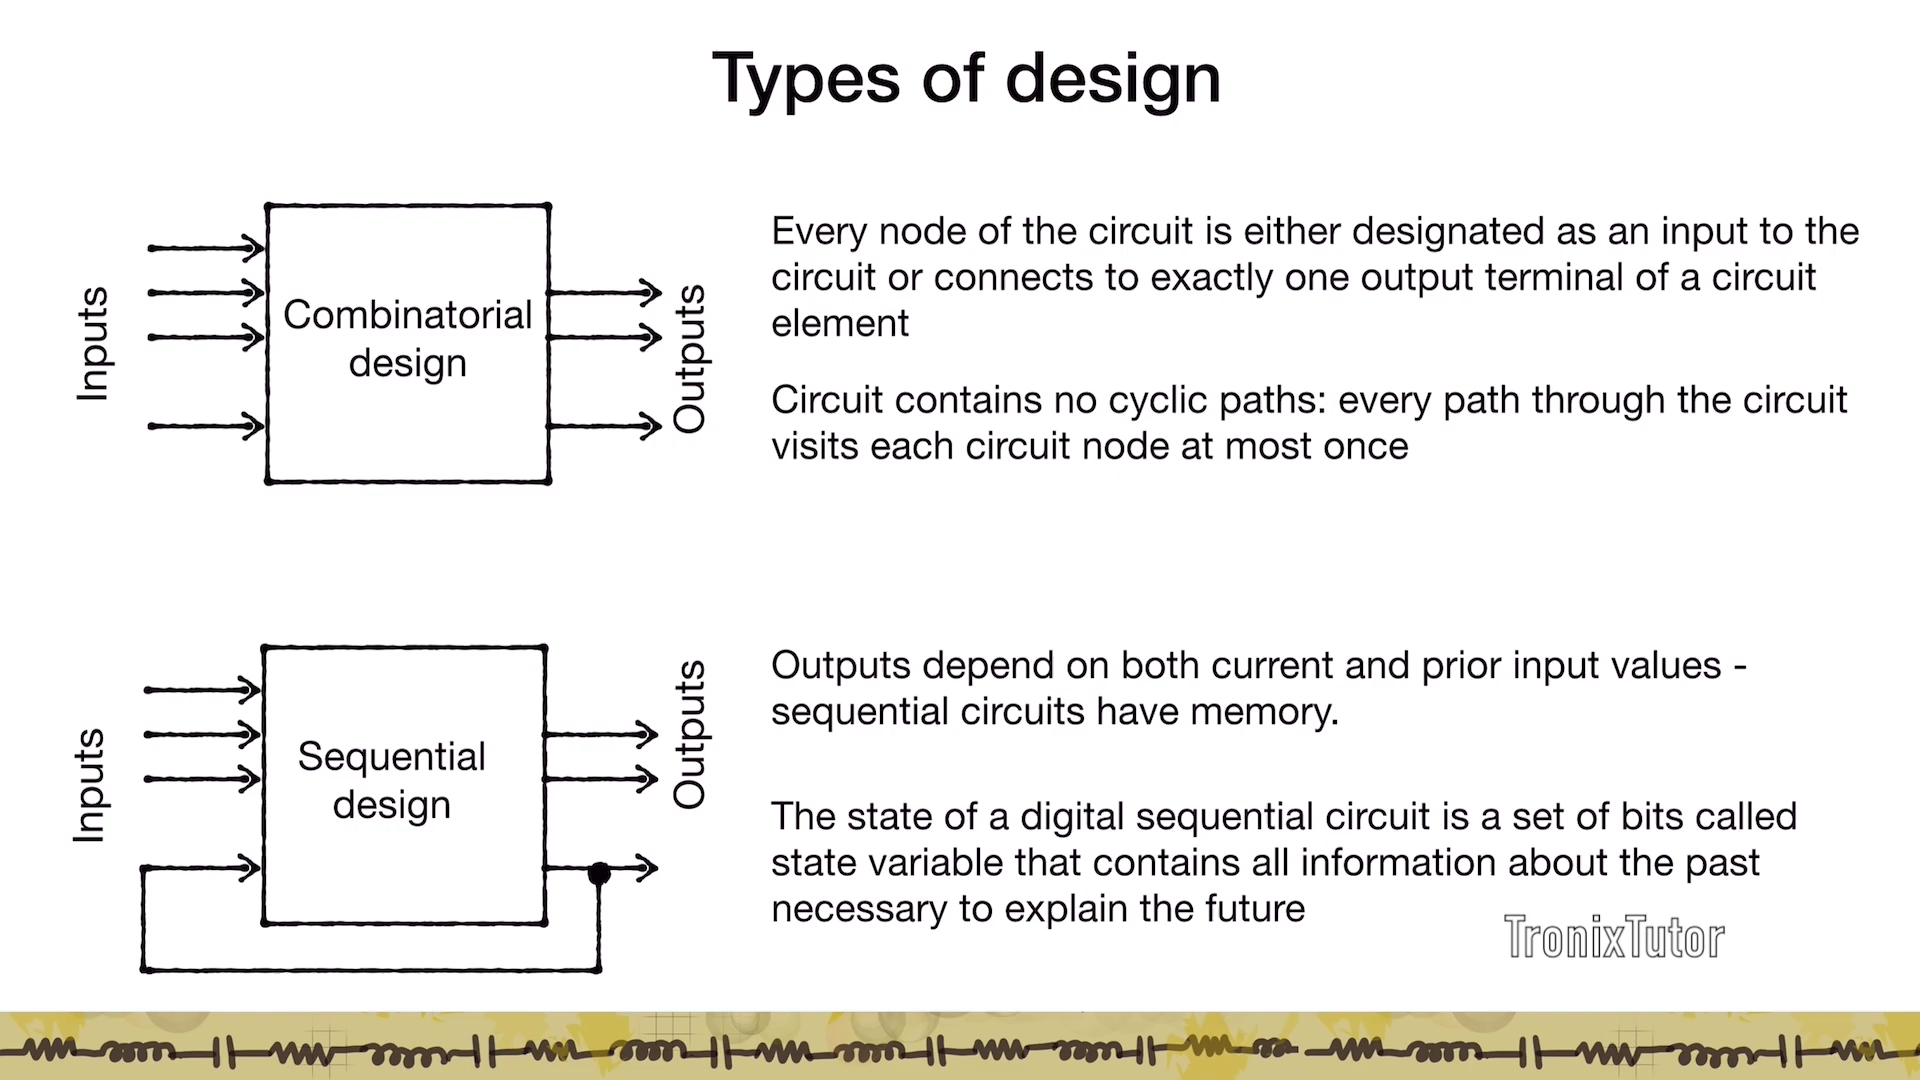 Types of design
Inputs
Combinatorial
design
Outputs
Every node of the circuit is either designated as an input to the
circuit or connects to exactly one output terminal of a circuit
element
Circuit contains no cyclic paths: every path through the circuit
visits each circuit node at most once
Inputs
Sequential
design
Outputs
Outputs depend on both current and prior input values -
sequential circuits have memory.
The state of a digital sequential circuit is a set of bits called
state variable that contains all information about the past
necessary to explain the future
TronixTutor